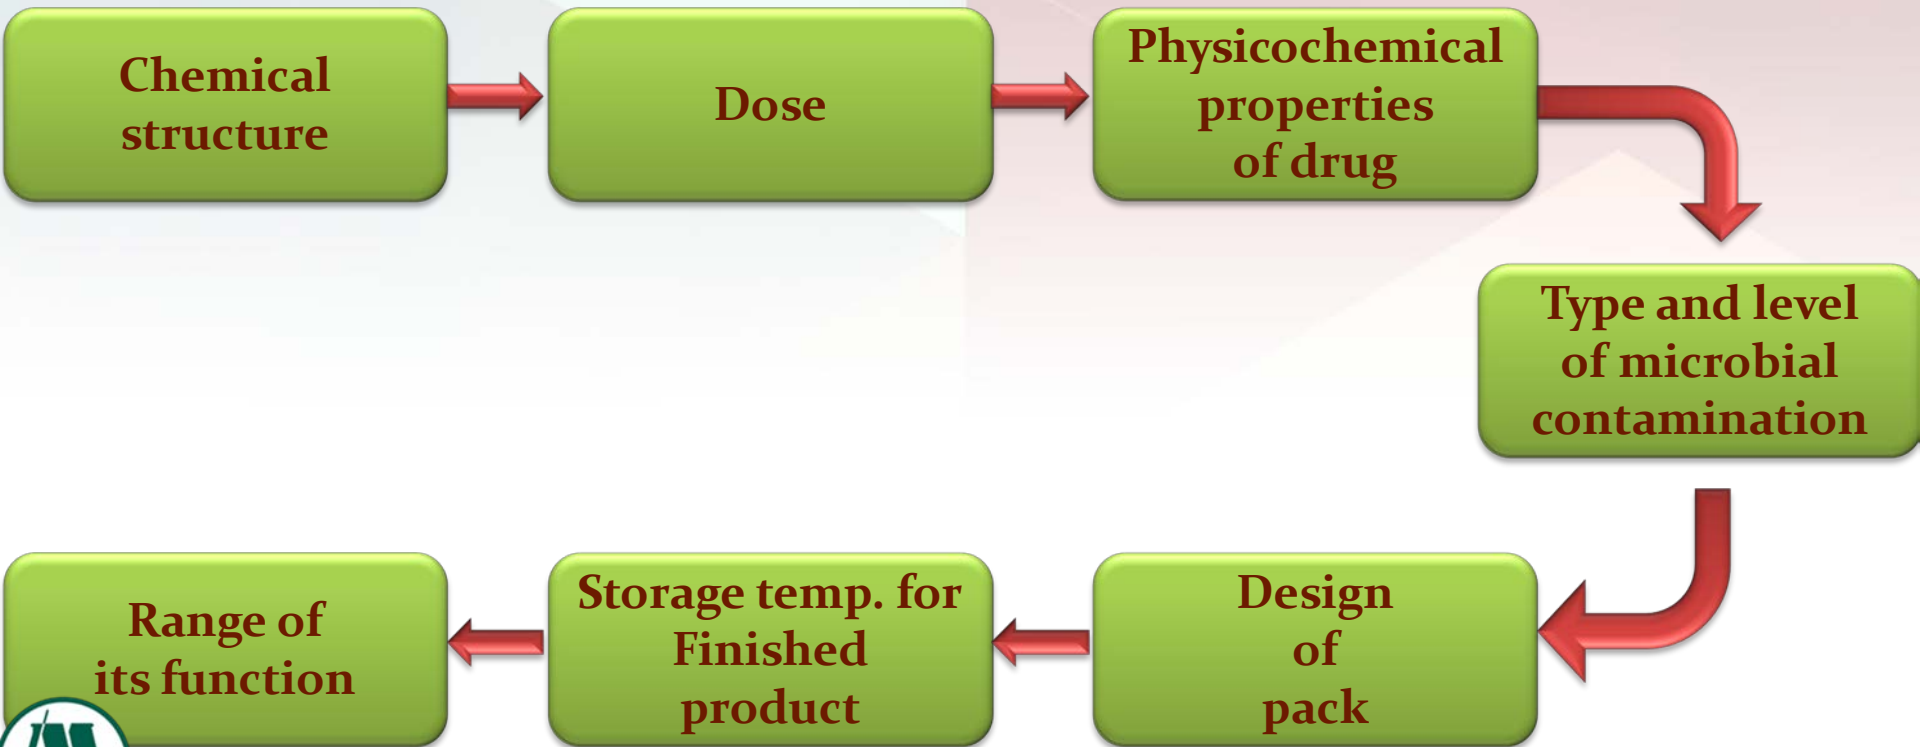 Chemical
structure
Dose
Physicochemical
properties
of drug
Type and level
of microbial
contamination
Design
of
pack
Storage temp. for
Finished
product
Range of
its function